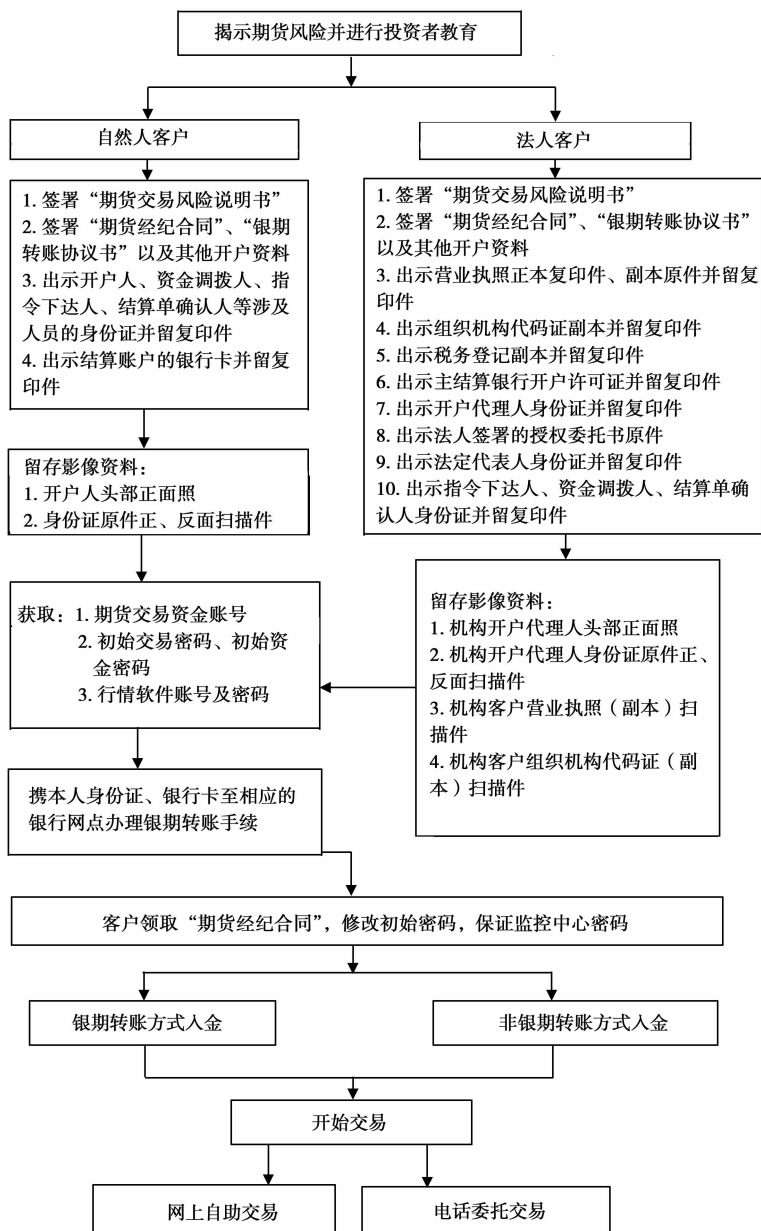 揭示期货风险并进行投资者教育
自然人客户
法人客户
1. 签署“期货交易风险说明书”
2. 签署“期货经纪合同”、“银期
转账协议书”以及其他开户资料
3. 出示开户人、资金调拨人、指
令下达人、结算单确认人等涉及
人员的身份证并留复印件
4. 出示结算账户的银行卡并留复
印件
1. 签署“期货交易风险说明书”
2. 签署“期货经纪合同”、“银期转账协议书”
以及其他开户资料
3. 出示营业执照正本复印件、副本原件并留复
印件
4. 出示组织机构代码证副本并留复印件
5. 出示税务登记副本并留复印件
6. 出示主结算银行开户许可证并留复印件
7. 出示开户代理人身份证并留复印件
8. 出示法人签署的授权委托书原件
9. 出示法定代表人身份证并留复印件
10. 出示指令下达人、资金调拨人、结算单确
认人身份证并留复印件
留存影像资料：
1. 开户人头部正面照
2. 身份证原件正、反面扫描件
留存影像资料：
1. 机构开户代理人头部正面照
2. 机构开户代理人身份证原件正、
反面扫描件
3. 机构客户营业执照（副本）扫
描件
4. 机构客户组织机构代码证（副
本）扫描件
获取：1. 期货交易资金账号
2. 初始交易密码、初始资
金密码
3. 行情软件账号及密码
携本人身份证、银行卡至相应的
银行网点办理银期转账手续
客户领取“期货经纪合同”，修改初始密码，保证监控中心密码
银期转账方式入金
非银期转账方式入金
开始交易
网上自助交易
电话委托交易